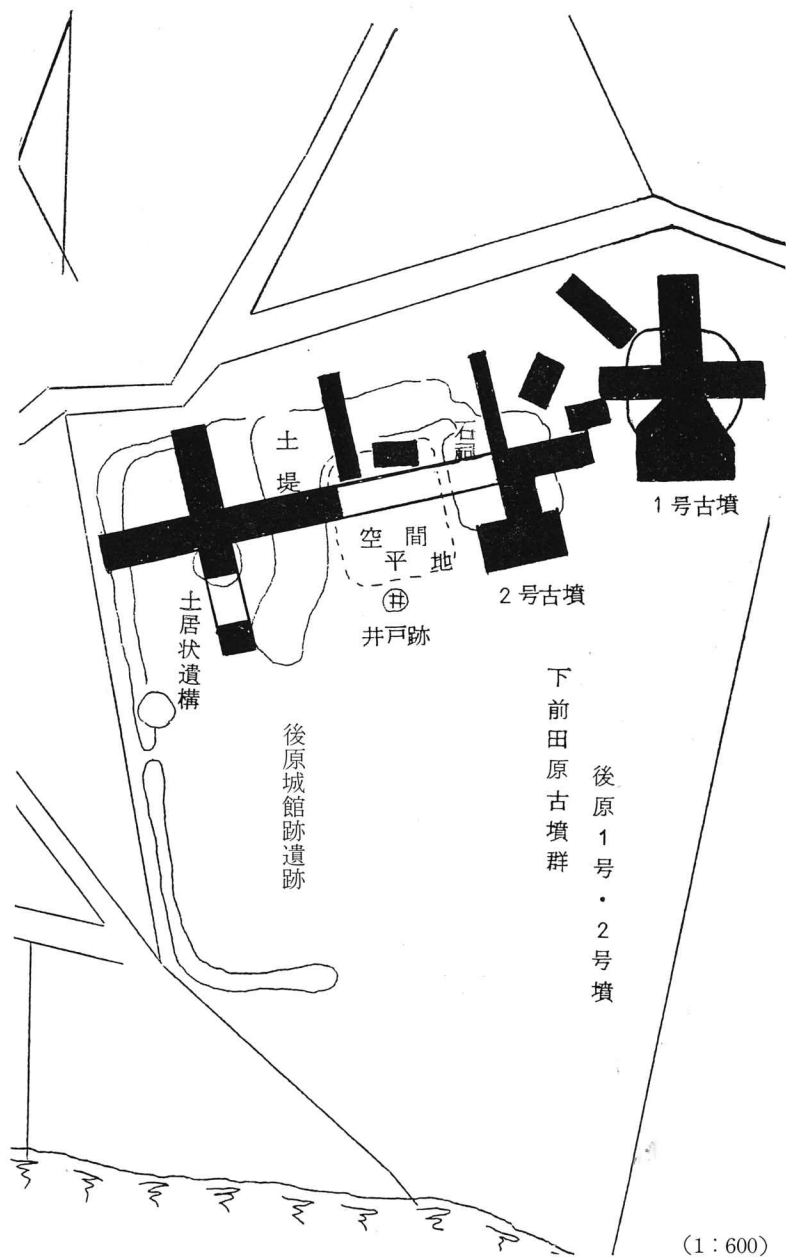 石祠
土堤
1号古墳
空間
平地
2号古墳
井
井戸跡
土居状遺構
下前田原古墳群
後原1号・2号墳
後原城館跡遺跡
(1:600)